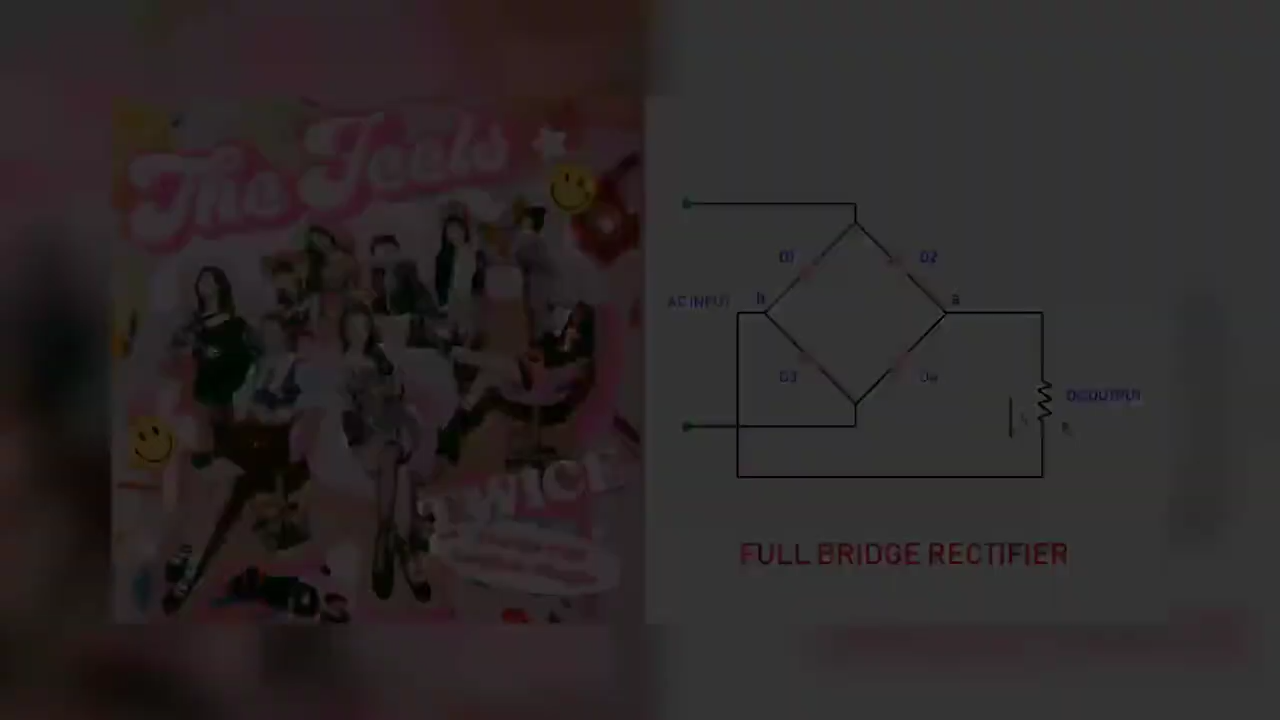 The Feels
TWICE
D1
D2
AC INPUT
b
a
D3
D4
DC OUTPUT
R
FULL BRIDGE RECTIFIER